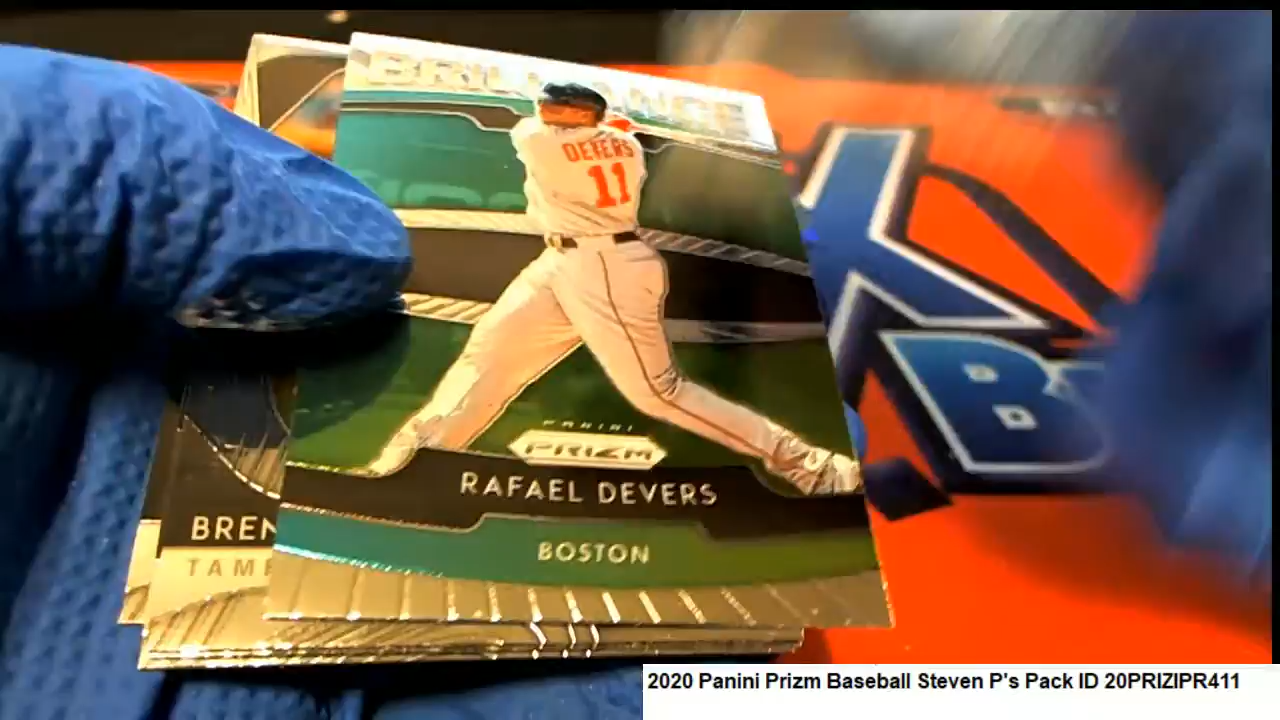 BRILLIANCE
DEVERS
11
PANINI
PRIZM
RAFAEL DEVERS
BOSTON
BREN
TAMP
K
B
2020 Panini Prizm Baseball Steven P's Pack ID 20PRIZIPR411